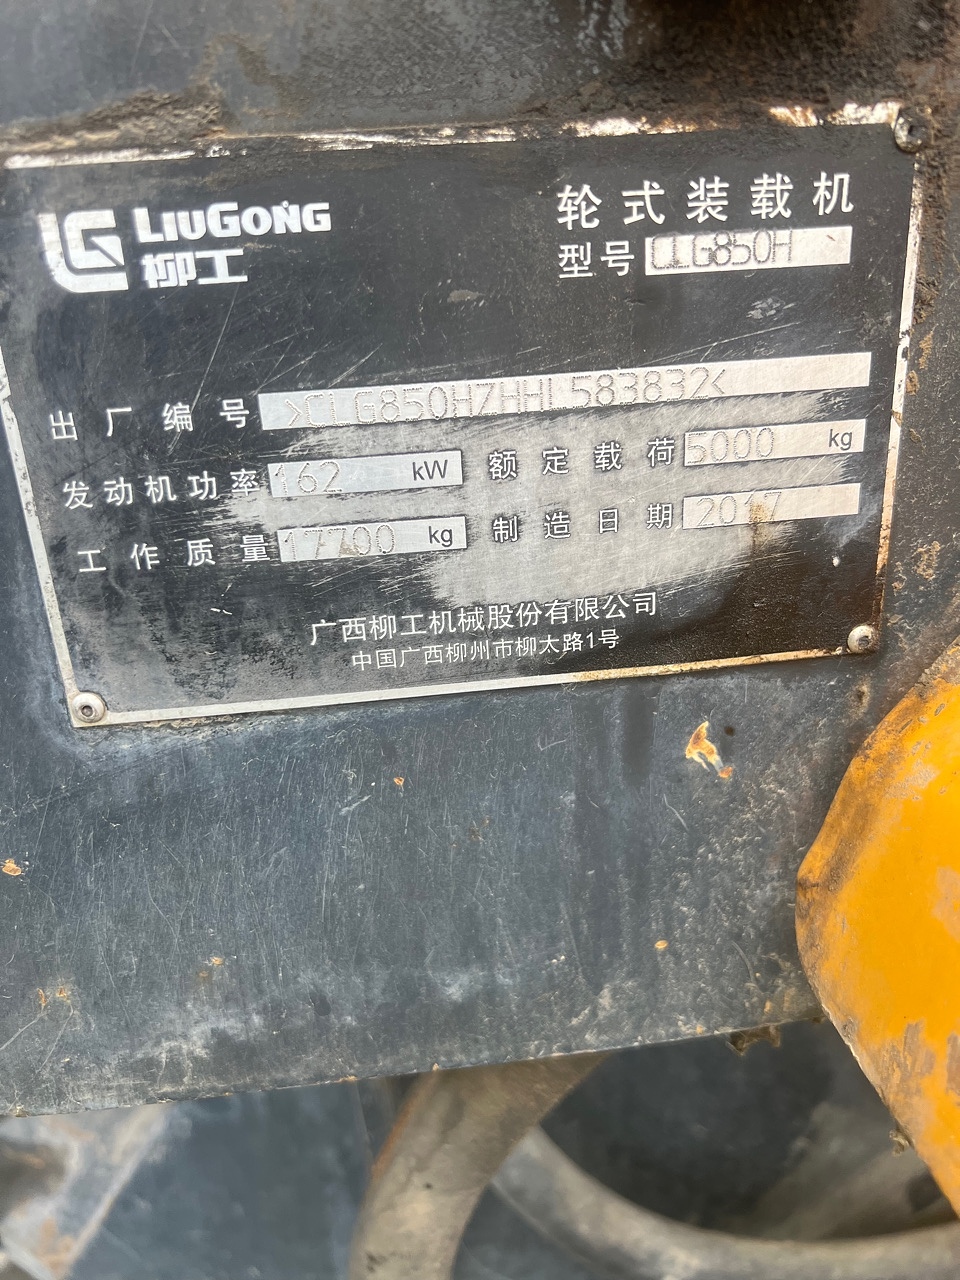 LIUGONG
柳工
轮式装载机
型号 CLG850H
出厂编号 >CLG850HZHHL583832<
发动机功率 162 kW 额定载荷 5000 kg
工作质量 17700 kg 制造日期 2017
广西柳工机械股份有限公司
中国广西柳州市柳太路1号